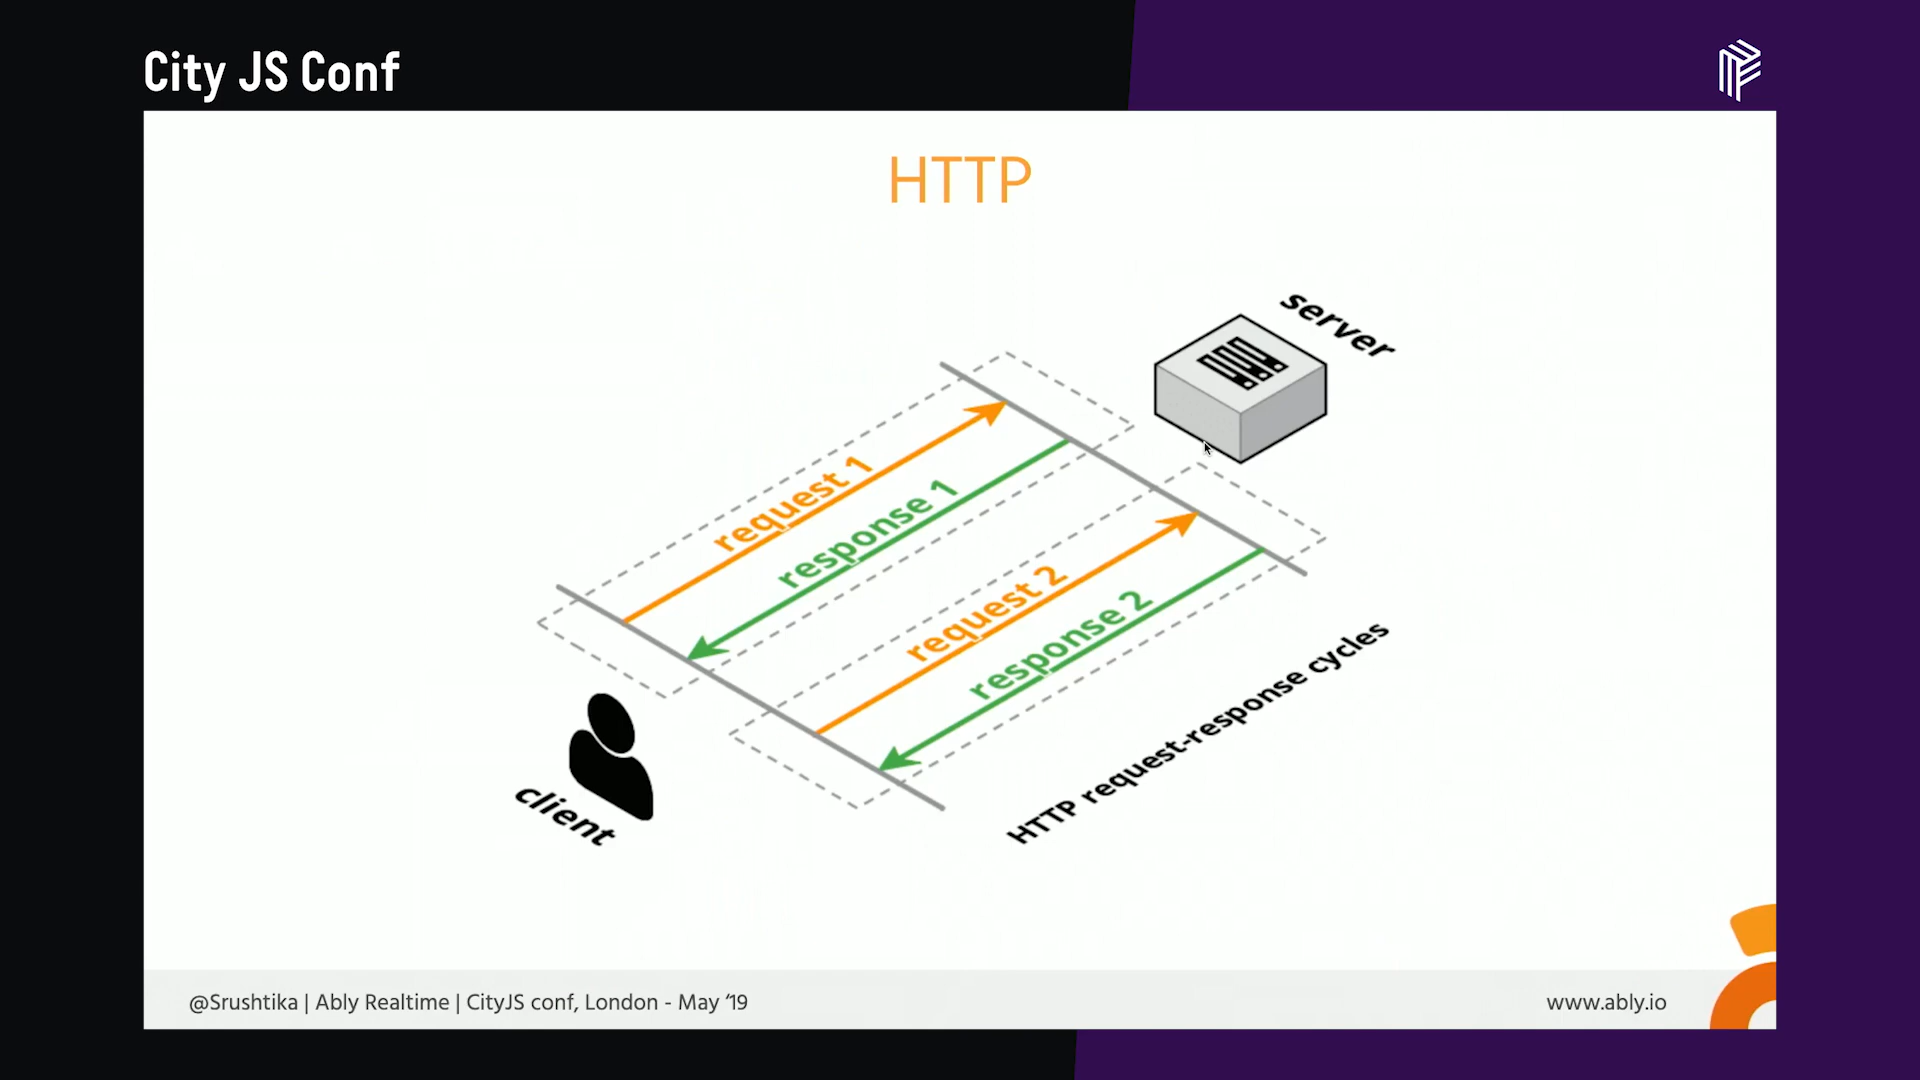 City JS Conf
HTTP
server
request 1
response 1
request 2
response 2
client
HTTP request-response cycles
@Srushtika | Ably Realtime | CityJS conf, London - May ‘19
www.ably.io